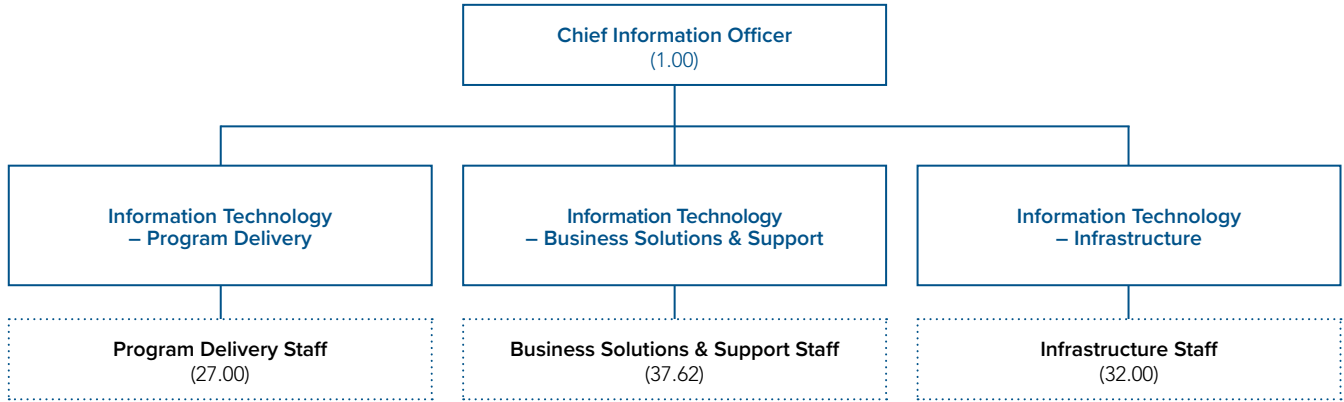 Chief Information Officer
(1.00)
Information Technology
– Program Delivery
Information Technology
– Business Solutions & Support
Information Technology
– Infrastructure
Program Delivery Staff
(27.00)
Business Solutions & Support Staff
(37.62)
Infrastructure Staff
(32.00)